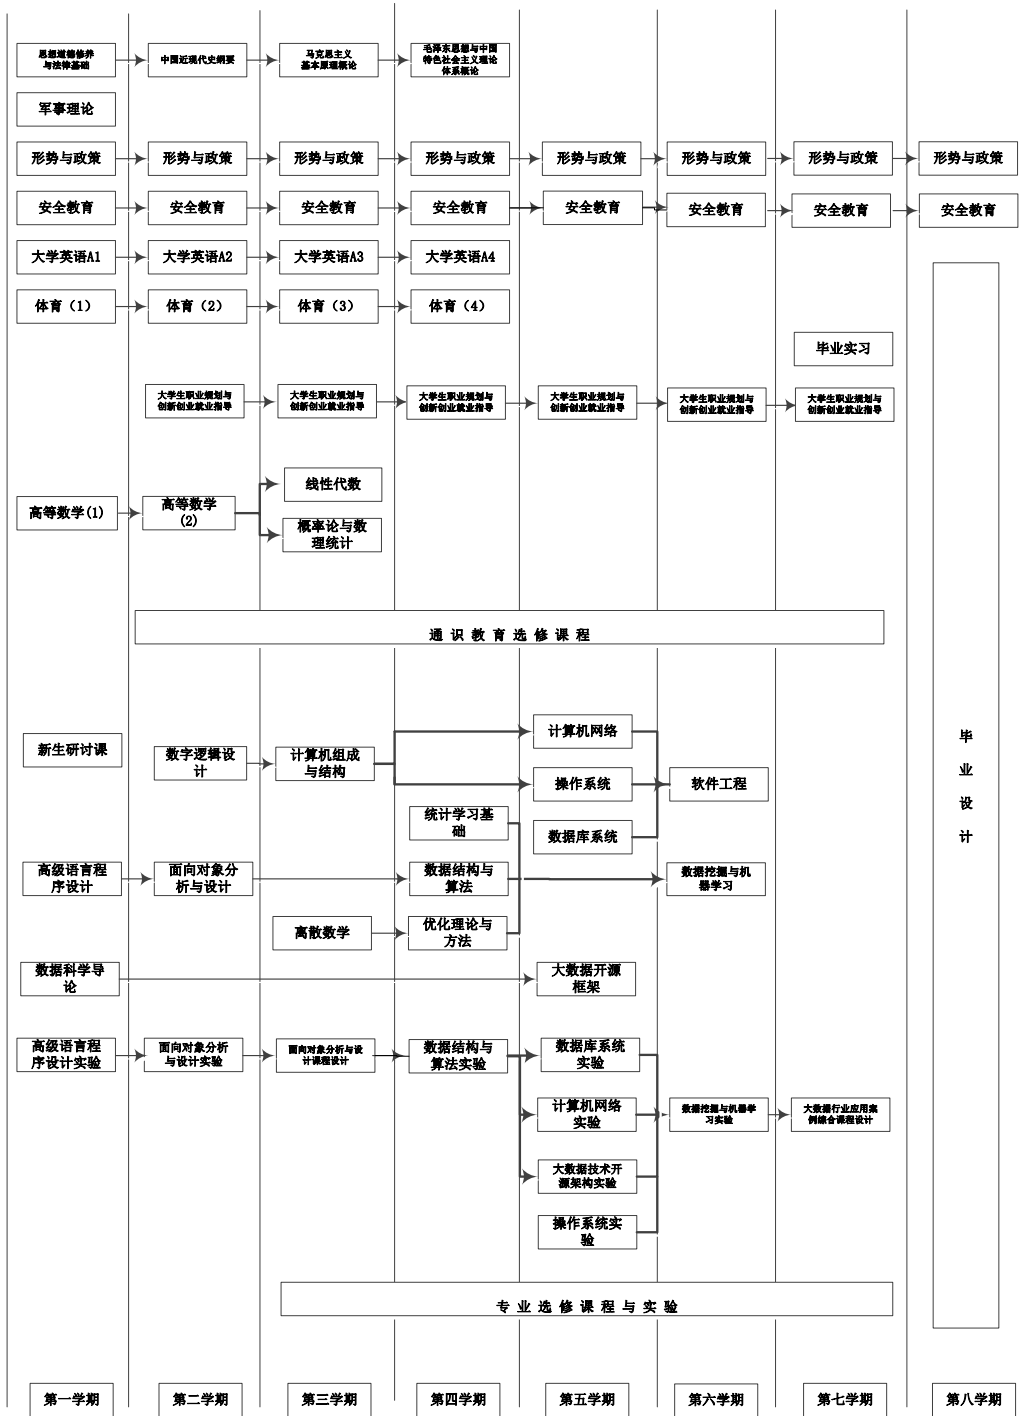 思想道德修养
与法律基础
中国近现代史纲要
马克思主义
基本原理概论
毛泽东思想与中国
特色社会主义理论
体系概论
军事理论
形势与政策
形势与政策
形势与政策
形势与政策
形势与政策
形势与政策
形势与政策
形势与政策
安全教育
安全教育
安全教育
安全教育
安全教育
安全教育
安全教育
安全教育
大学英语A1
大学英语A2
大学英语A3
大学英语A4
体育（1）
体育（2）
体育（3）
体育（4）
毕业实习
大学生职业规划与
创新创业就业指导
大学生职业规划与
创新创业就业指导
大学生职业规划与
创新创业就业指导
大学生职业规划与
创新创业就业指导
大学生职业规划与
创新创业就业指导
大学生职业规划与
创新创业就业指导
线性代数
高等数学(1)
高等数学
(2)
概率论与数
理统计
通识教育选修课程
新生研讨课
数字逻辑设
计
计算机组成
与结构
计算机网络
操作系统
软件工程
统计学习基
础
数据库系统
高级语言程
序设计
面向对象分
析与设计
数据结构与
算法
数据挖掘与机
器学习
离散数学
优化理论与
方法
数据科学导
论
大数据开源
框架
高级语言程
序设计实验
面向对象分析
与设计实验
面向对象分析与设
计课程设计
数据结构与
算法实验
数据库系统
实验
计算机网络
实验
数据挖掘与机器学
习实验
大数据行业应用案
例综合课程设计
大数据技术开
源架构实验
操作系统实
验
专业选修课程与实验
毕
业
设
计
第一学期
第二学期
第三学期
第四学期
第五学期
第六学期
第七学期
第八学期